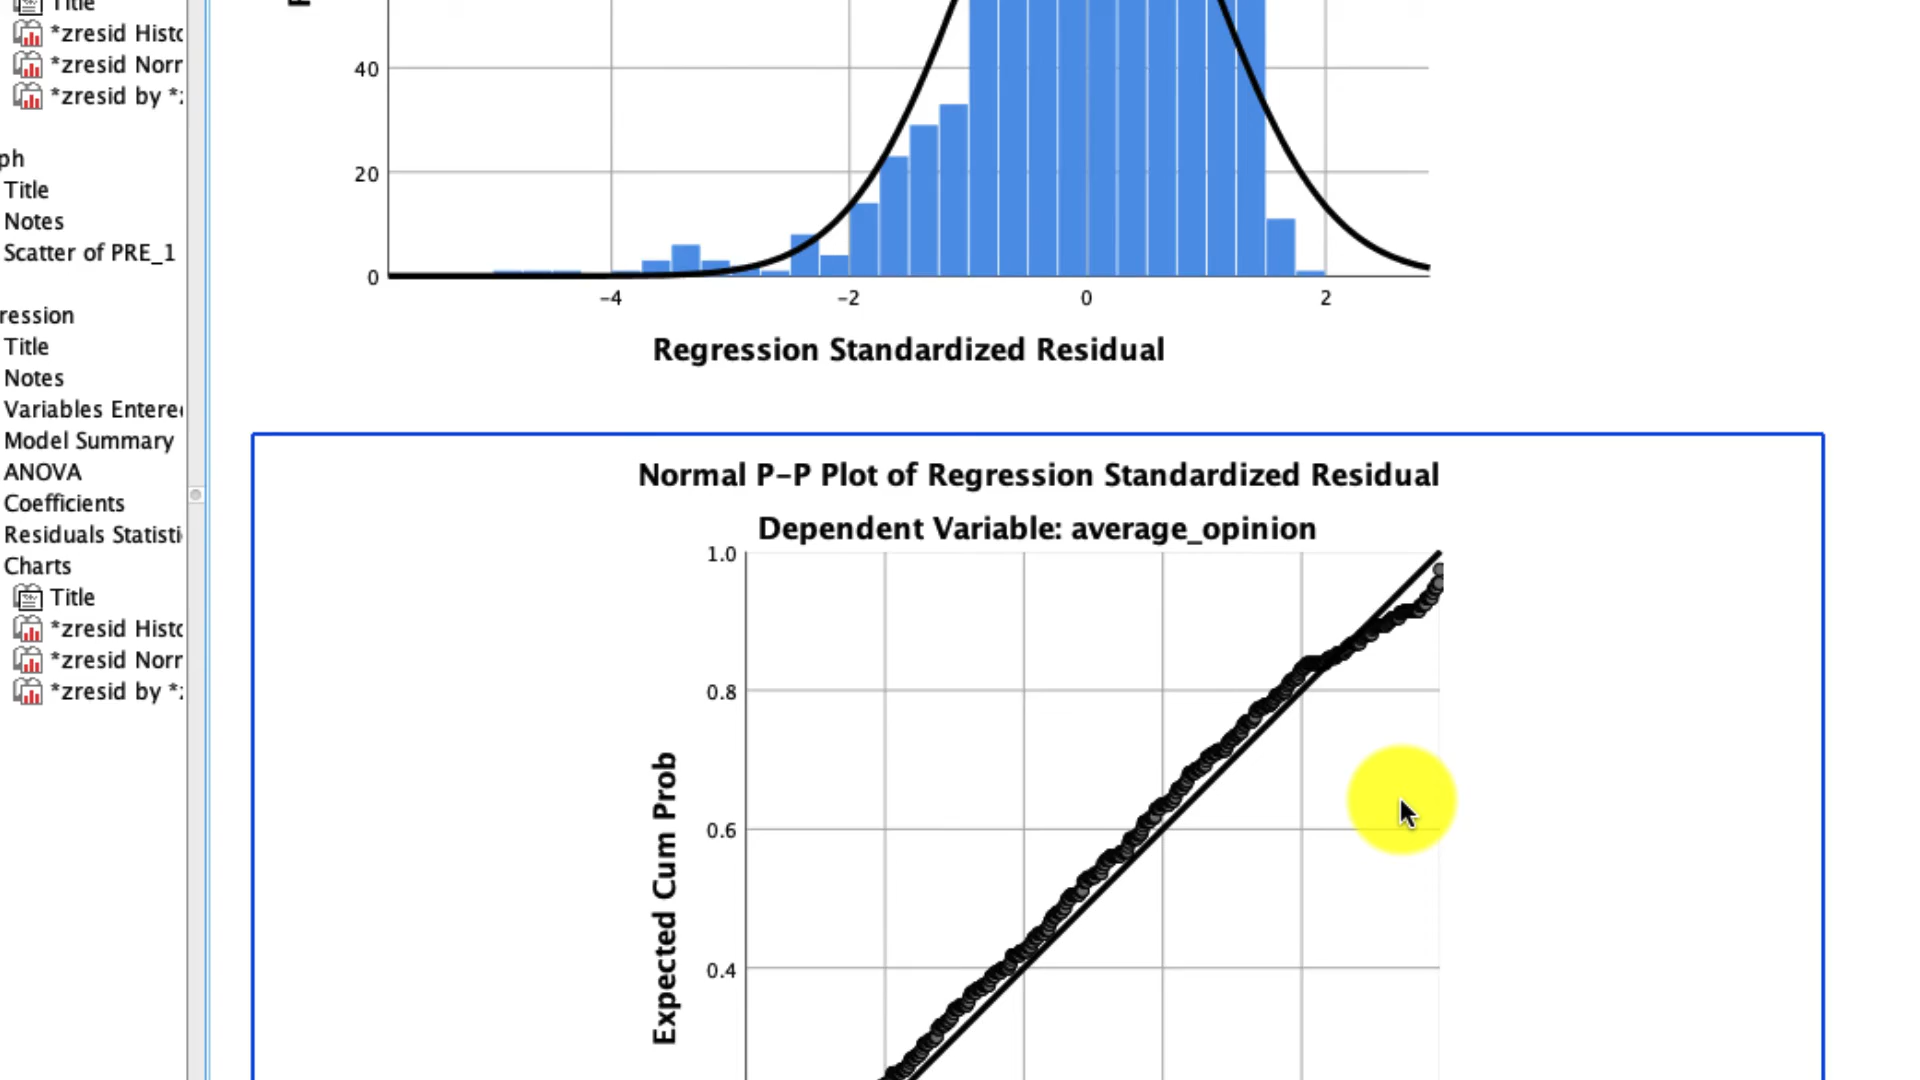 Title
*zresid Histo
*zresid Norr
*zresid by *:
ph
Title
Notes
Scatter of PRE_1
ression
Title
Notes
Variables Entere
Model Summary
ANOVA
Coefficients
Residuals Statisti
Charts
Title
*zresid Histo
*zresid Norr
*zresid by *:
40
20
0
-4 -2 0 2
Regression Standardized Residual
Normal P-P Plot of Regression Standardized Residual
Dependent Variable: average_opinion
1.0
0.8
0.6
0.4
Expected Cum Prob